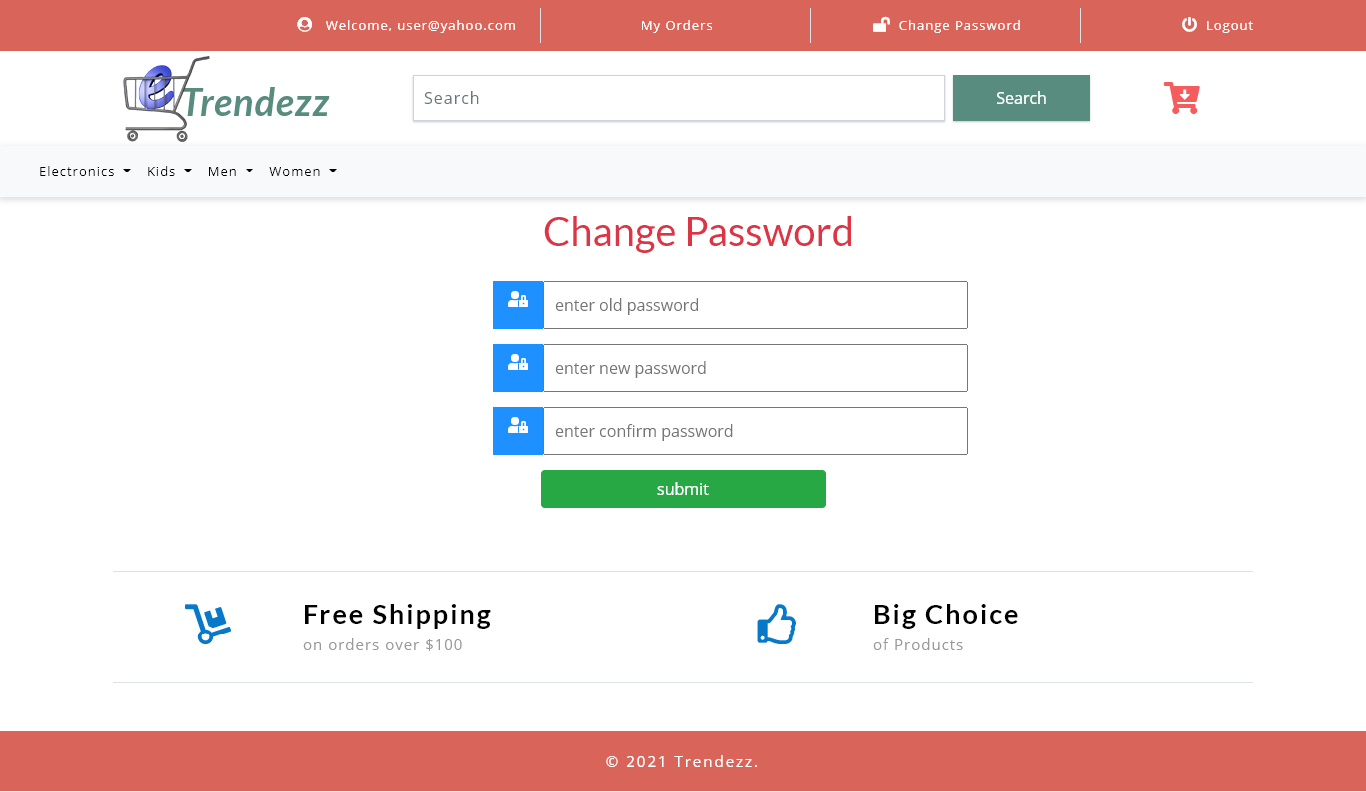 Welcome, user@yahoo.com
My Orders
Change Password
Logout
e Trendezz
Search
Search
Electronics
Kids
Men
Women
Change Password
enter old password
enter new password
enter confirm password
submit
Free Shipping
on orders over $100
Big Choice
of Products
© 2021 Trendezz.